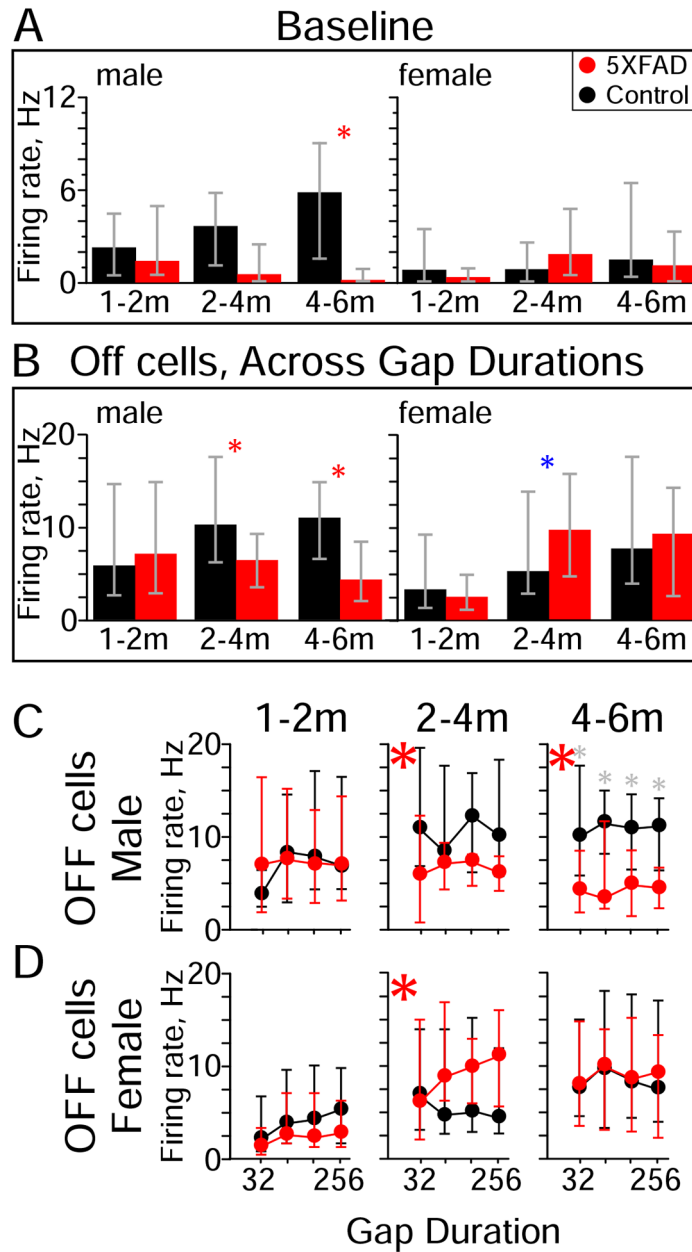 A Baseline
male female 5XFAD
Control
Firing rate, Hz
12
6
0
1-2m 2-4m 4-6m 1-2m 2-4m 4-6m
*
B Off cells, Across Gap Durations
male female
Firing rate, Hz
20
10
0
* * *
1-2m 2-4m 4-6m 1-2m 2-4m 4-6m
C 1-2m 2-4m 4-6m
OFF cells
Male
Firing rate, Hz
20
10
0
* * * * * *
D
OFF cells
Female
Firing rate, Hz
20
10
0
*
32 256 32 256 32 256
Gap Duration